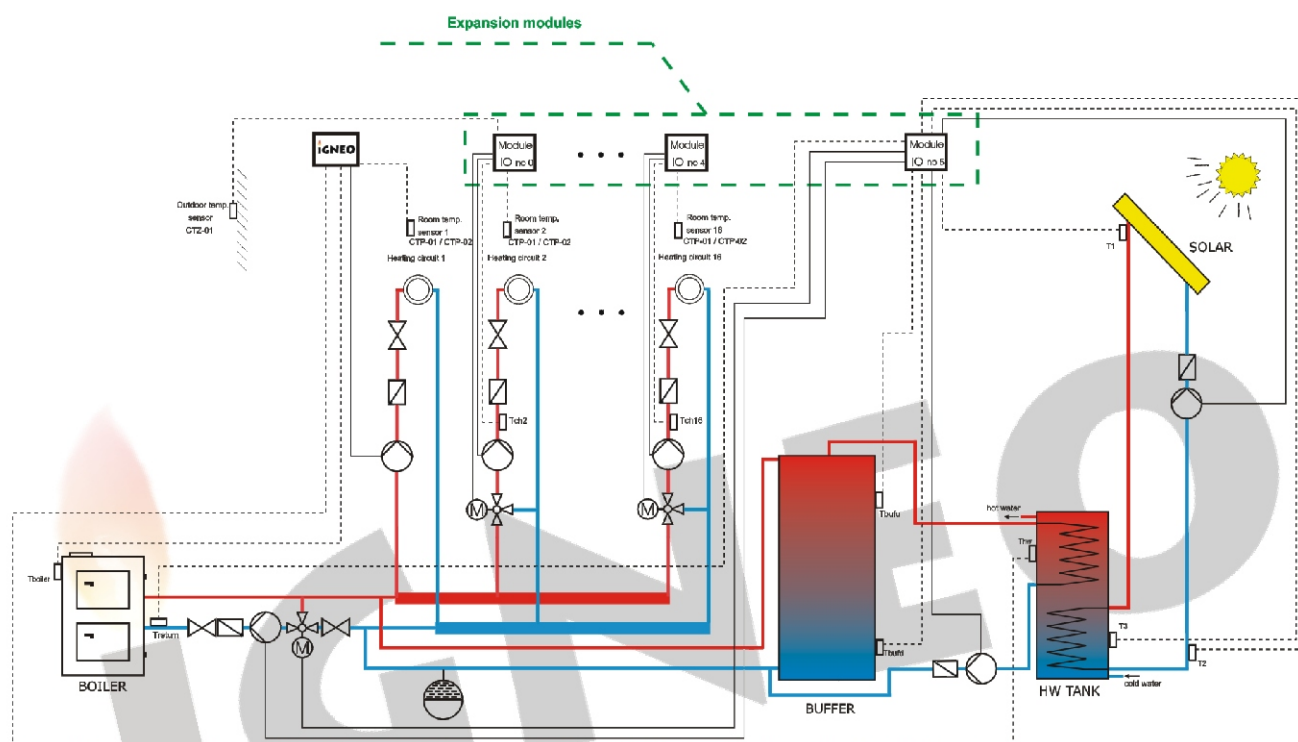 Expansion modules
iGNEO
Module
IO no 0
Module
IO no 4
Module
IO no 5
Outdoor temp.
sensor
CTZ-01
Room temp.
sensor 1
CTP-01 / CTP-02
Room temp.
sensor 2
CTP-01 / CTP-02
Room temp.
sensor 16
CTP-01 / CTP-02
Heating circuit 1
Heating circuit 2
Heating circuit 16
T1
SOLAR
Tch2
Tch16
M
M
Tbufu
hot water
Thw
Tboiler
Treturn
M
Tbufd
T3
T2
cold water
BOILER
BUFFER
HW TANK
IGNEO